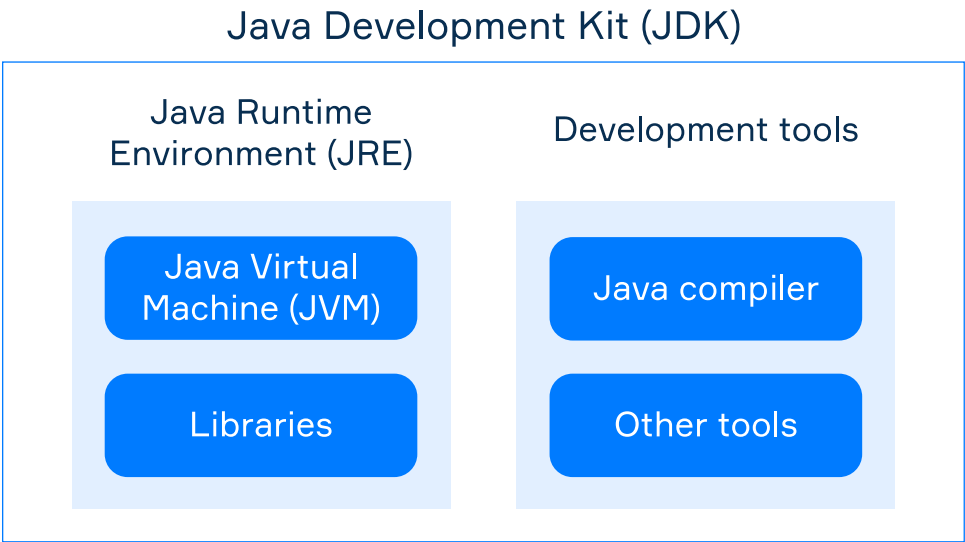 Java Development Kit (JDK)
Java Runtime
Environment (JRE)
Development tools
Java Virtual
Machine (JVM)
Java compiler
Libraries
Other tools